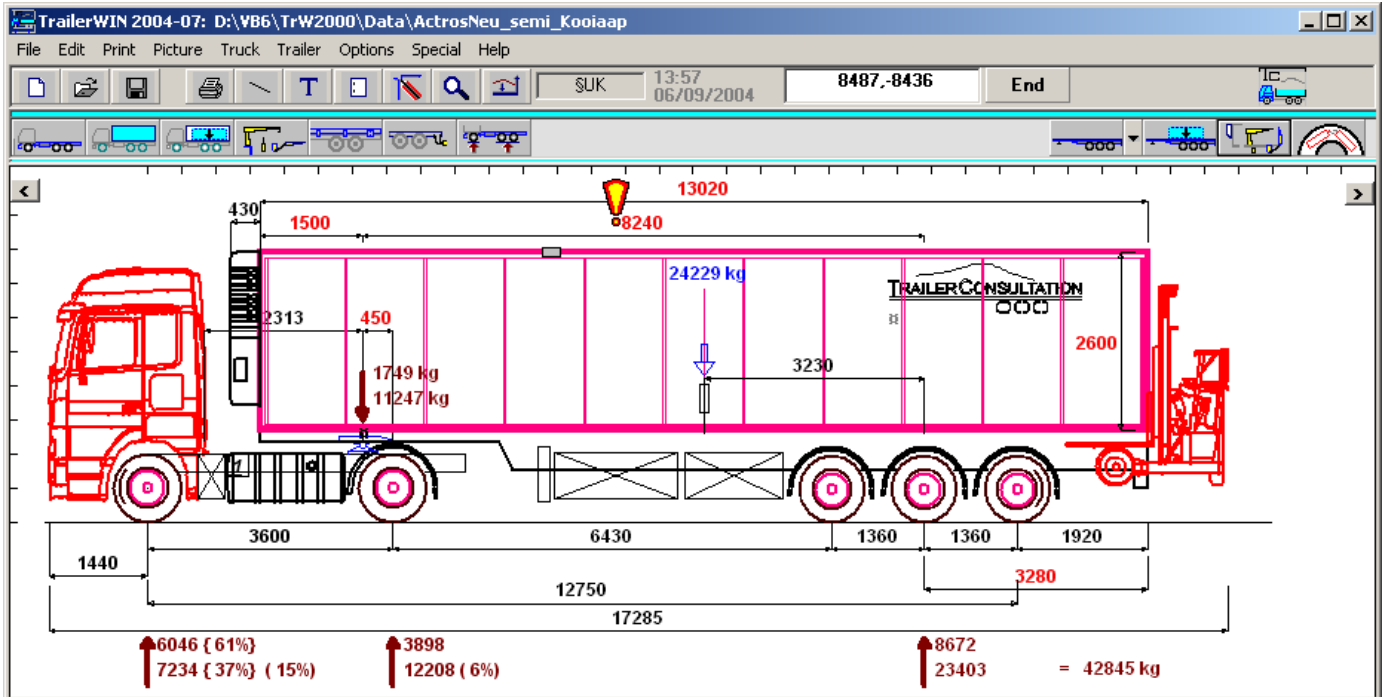 TrailerWIN 2004-07: D:\VB6\TrW2000\Data\ActrosNeu_semi_Kooiaap
File Edit Print Picture Truck Trailer Options Special Help
T §UK 13:57 8487,-8436 End
06/09/2004
< >
13020
430 1500 8240
24229 kg
TRAILERCONSULTATION
2313 450
2600
3230
1749 kg
11247 kg
3600 6430 1360 1360 1920
1440 3280
12750
17285
6046 { 61%} 3898 8672
7234 { 37%} ( 15%) 12208 ( 6%) 23403 = 42845 kg